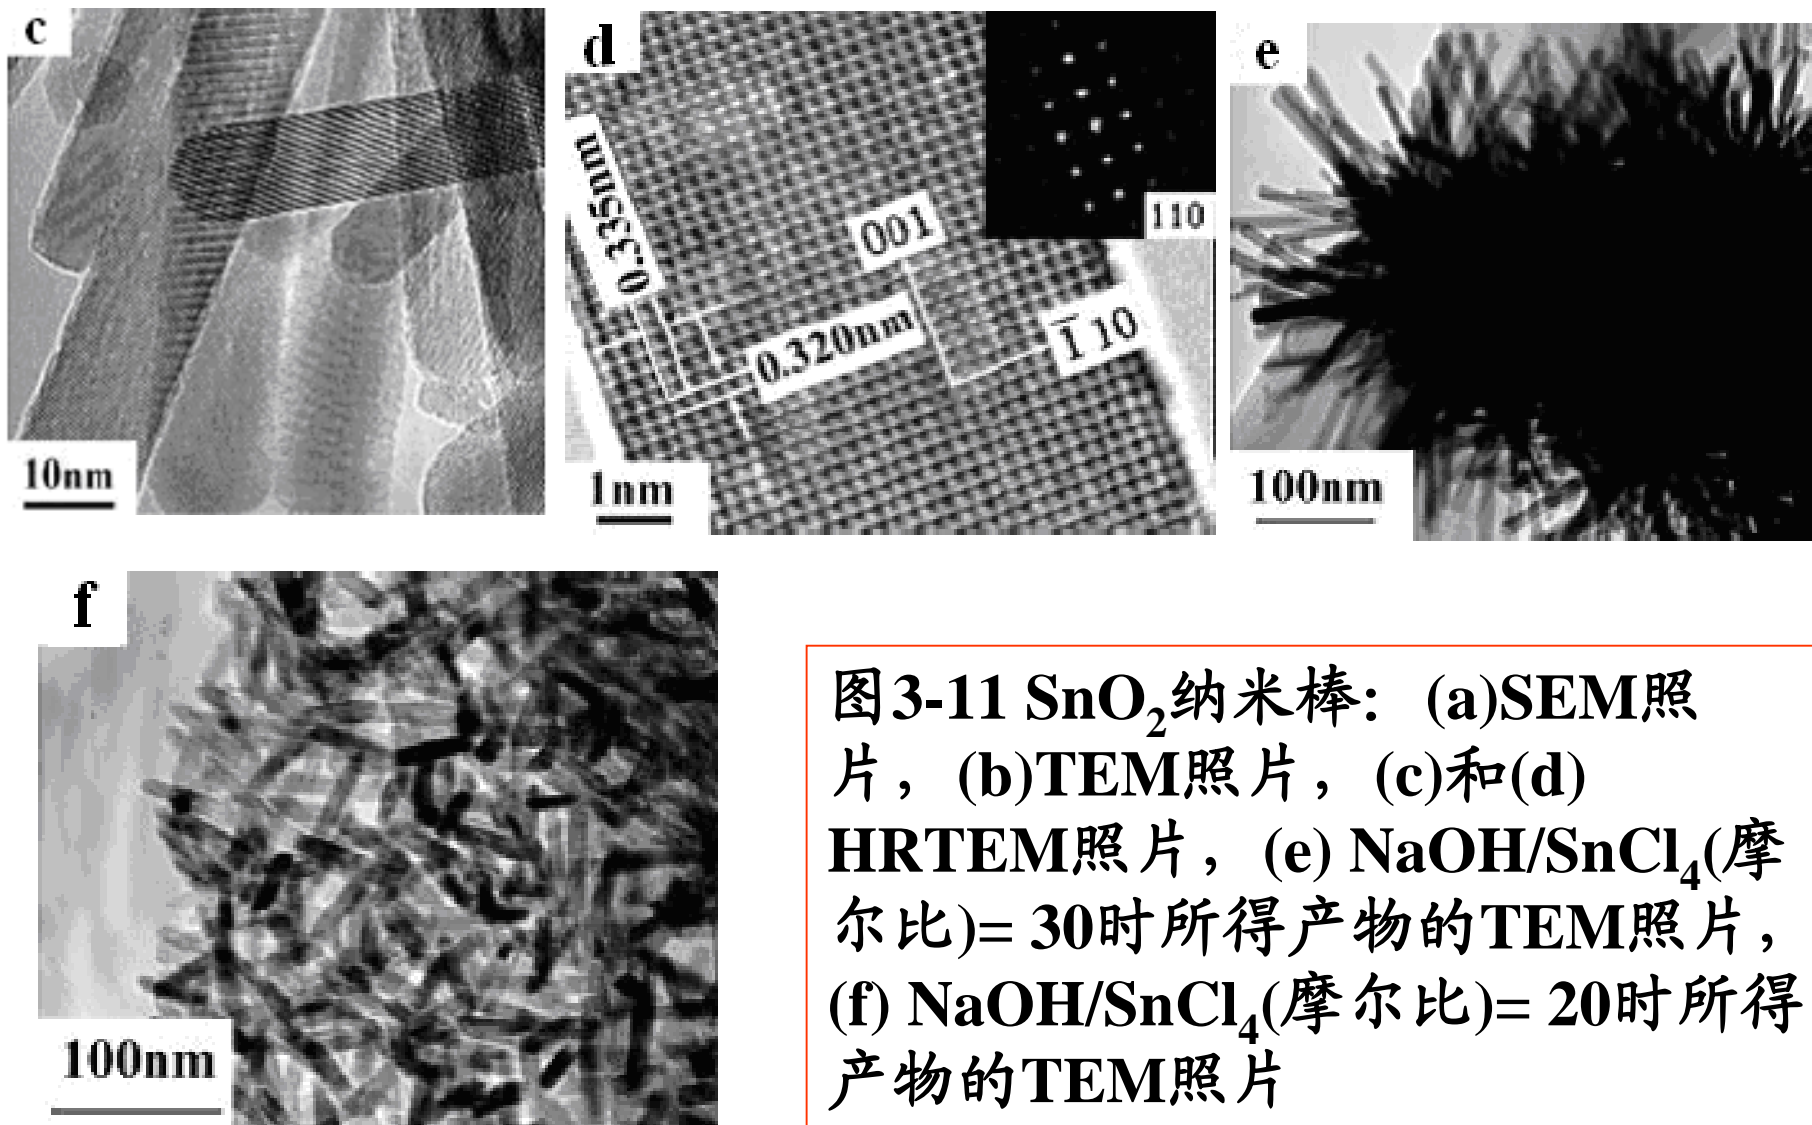 c
10nm
d
0.335nm
001
0.320nm
1̅ 10
110
1nm
e
100nm
f
100nm
图3-11 SnO₂纳米棒：(a)SEM照
片，(b)TEM照片，(c)和(d)
HRTEM照片，(e) NaOH/SnCl₄(摩
尔比)= 30时所得产物的TEM照片，
(f) NaOH/SnCl₄(摩尔比)= 20时所得
产物的TEM照片